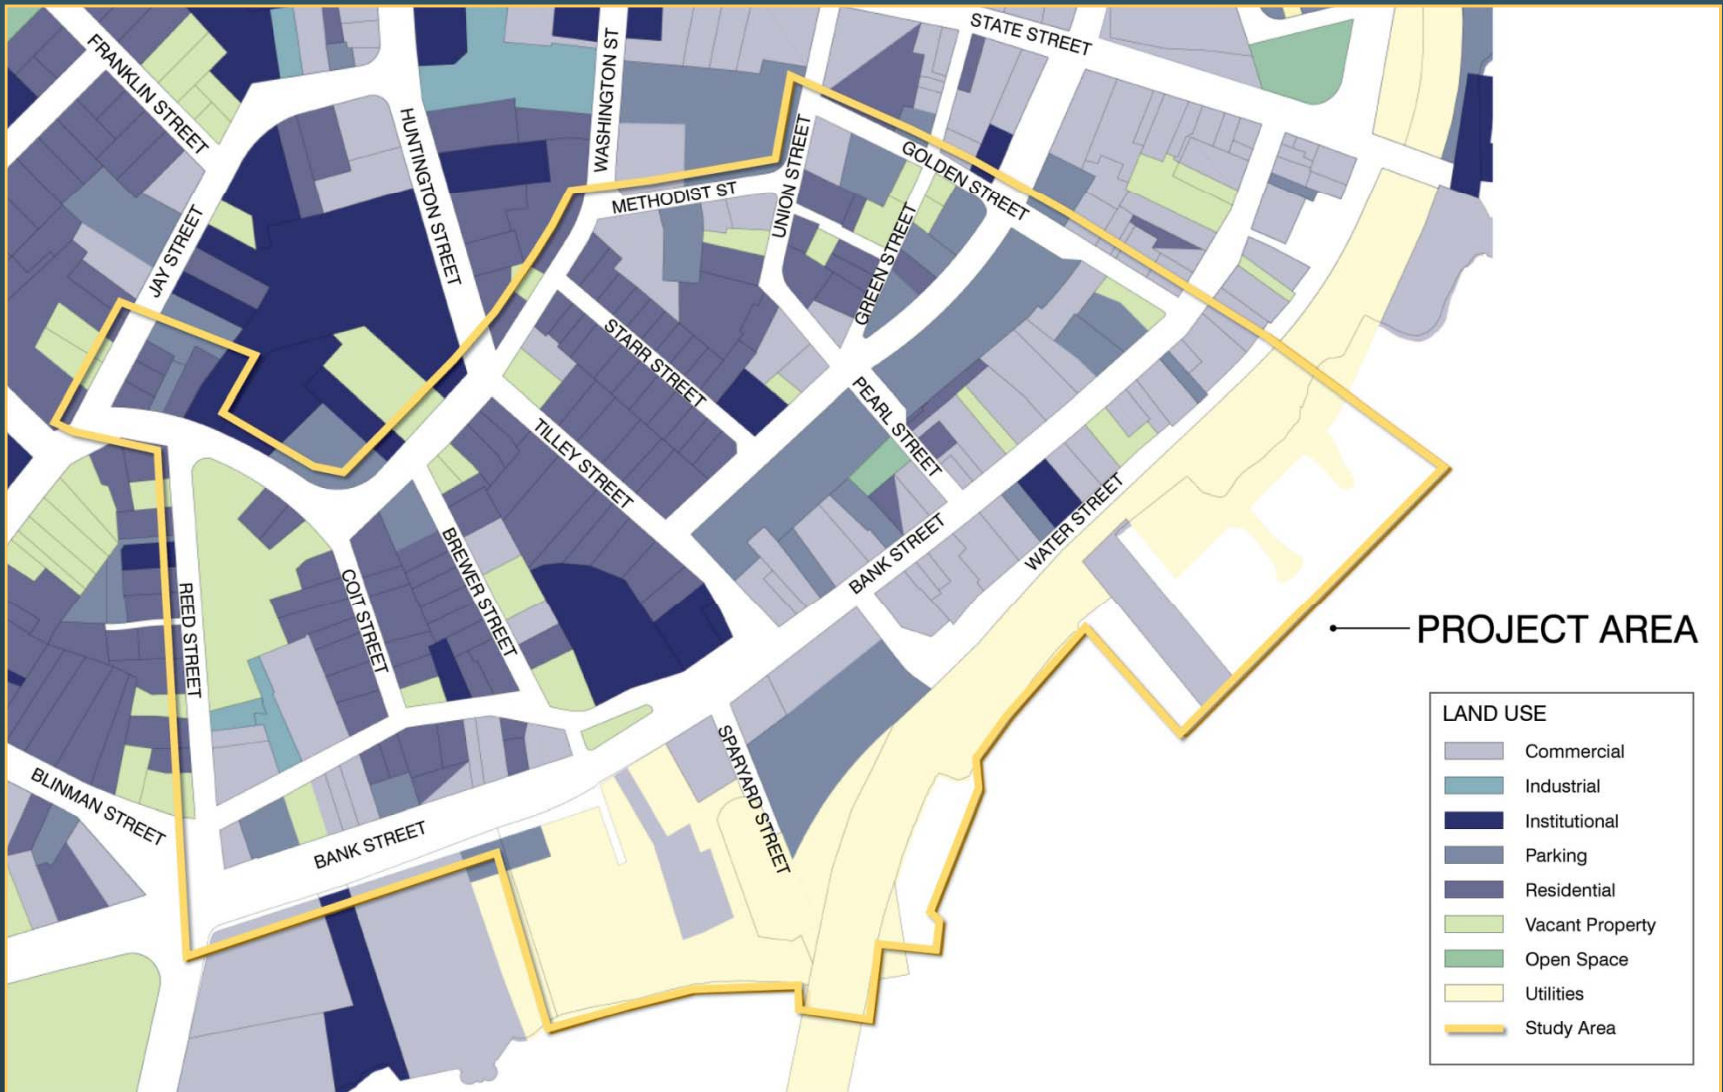 STATE STREET
FRANKLIN STREET
WASHINGTON ST
HUNTINGTON STREET
GOLDEN STREET
UNION STREET
METHODIST ST
JAY STREET
GREEN STREET
STARR STREET
PEARL STREET
TILLEY STREET
WATER STREET
BANK STREET
BREWER STREET
COIT STREET
REED STREET
PROJECT AREA
SPARYARD STREET
BLINMAN STREET
BANK STREET
LAND USE
Commercial
Industrial
Institutional
Parking
Residential
Vacant Property
Open Space
Utilities
Study Area